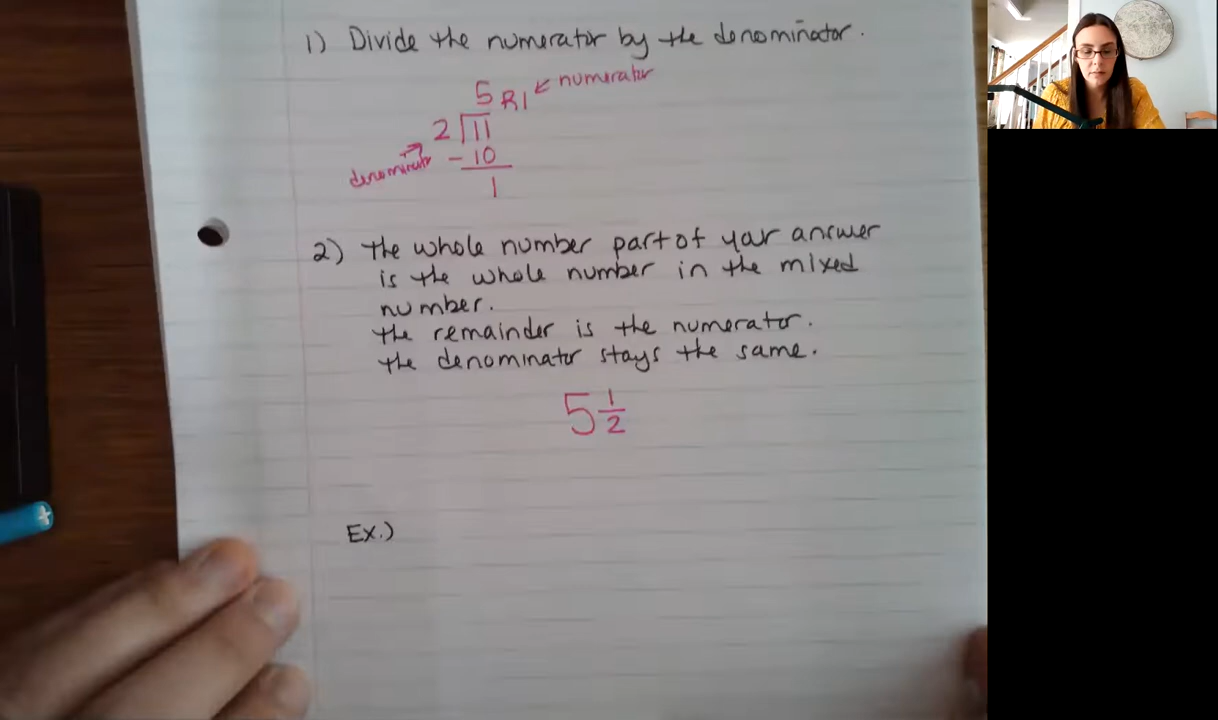 1) Divide the numerator by the denominator.
5 R1 ← numerator
2 11
denominator → - 10
1
2) the whole number part of your answer
is the whole number in the mixed
number.
the remainder is the numerator.
the denominator stays the same.
5 1/2
Ex.)